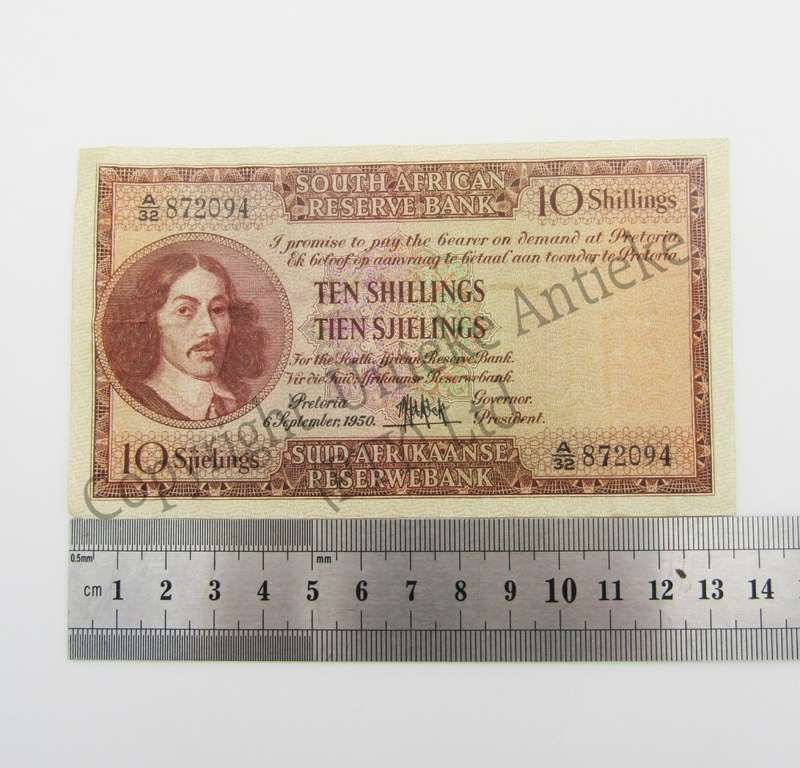 SOUTH AFRICAN
RESERVE BANK
10 Shillings
A/32 872094
I promise to pay the bearer on demand at Pretoria
Ek beloof op aanvraag te betaal aan toonder te Pretoria
TEN SHILLINGS
TIEN SJIELINGS
For the South African Reserve Bank.
Vir die Suid-Afrikaanse Reserwebank.
Pretoria
Governor.
6 September, 1950.
President.
10 Sjielings
SUID-AFRIKAANSE
RESERWEBANK
A/32 872094
Copyright Unieke Antieke
Ltd
0.5mm
mm
cm 1 2 3 4 5 6 7 8 9 10 11 12 13 14